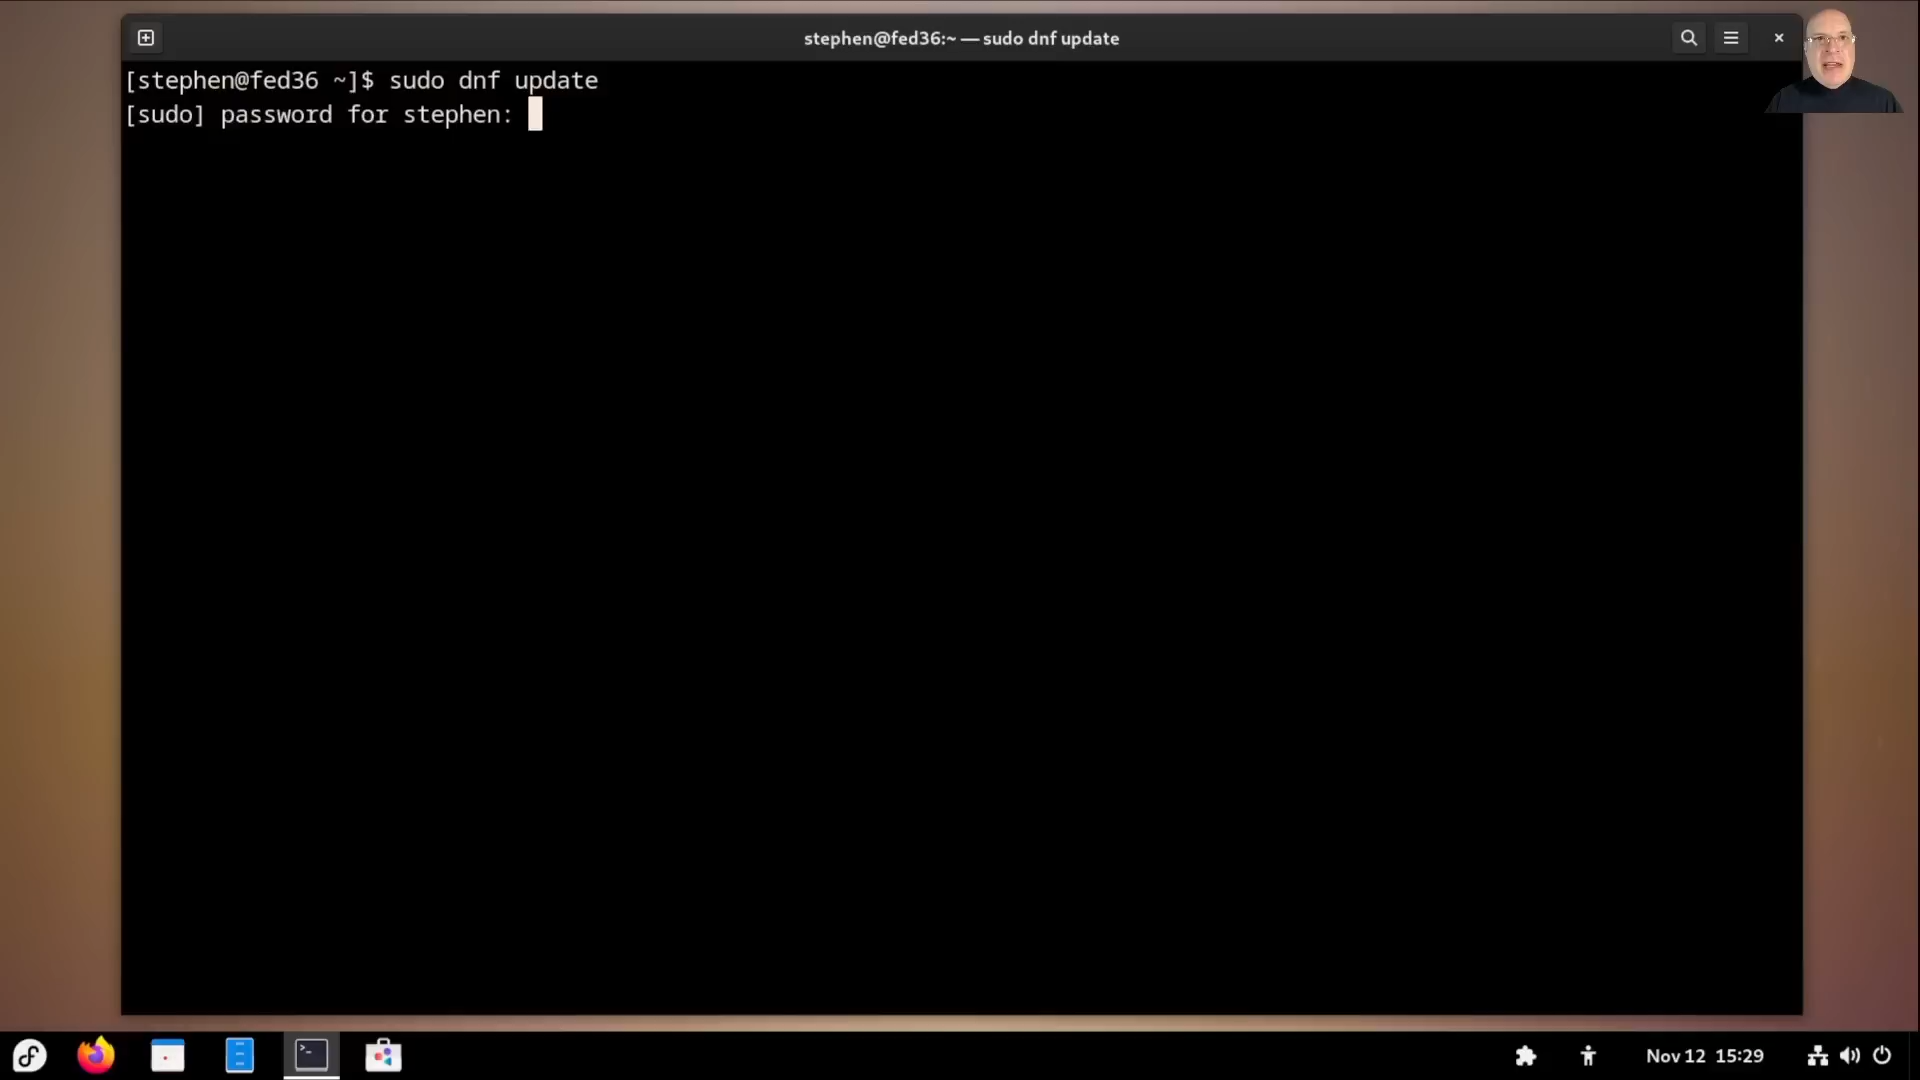 stephen@fed36:~ — sudo dnf update
[stephen@fed36 ~]$ sudo dnf update
[sudo] password for stephen:
Nov 12 15:29